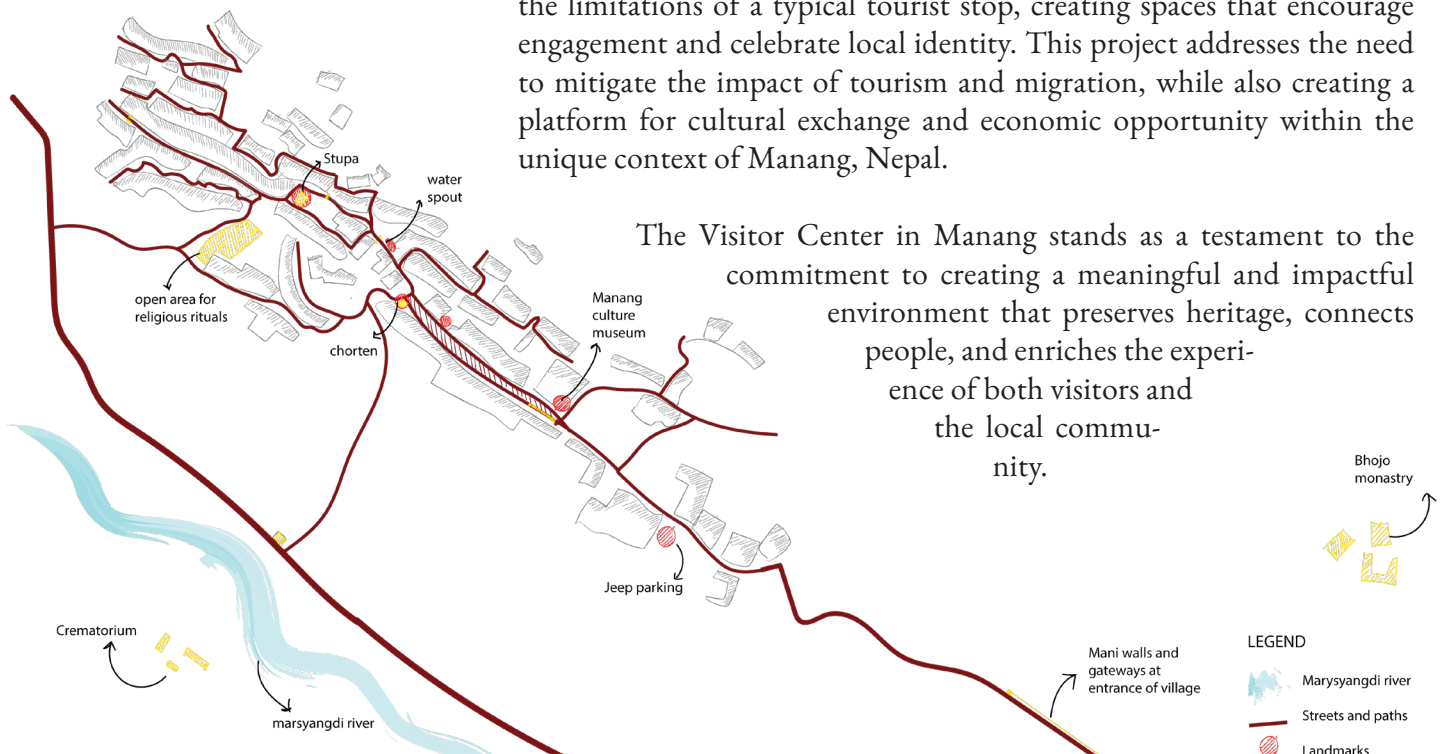 the limitations of a typical tourist stop, creating spaces that encourage
engagement and celebrate local identity. This project addresses the need
to mitigate the impact of tourism and migration, while also creating a
platform for cultural exchange and economic opportunity within the
unique context of Manang, Nepal.
The Visitor Center in Manang stands as a testament to the
commitment to creating a meaningful and impactful
environment that preserves heritage, connects
people, and enriches the experi-
ence of both visitors and
the local commu-
nity.
Stupa
water
spout
open area for
religious rituals
chorten
Manang
culture
museum
Jeep parking
Bhojo
monastry
Crematorium
marsyangdi river
Mani walls and
gateways at
entrance of village
LEGEND
Marysyangdi river
Streets and paths
Landmarks